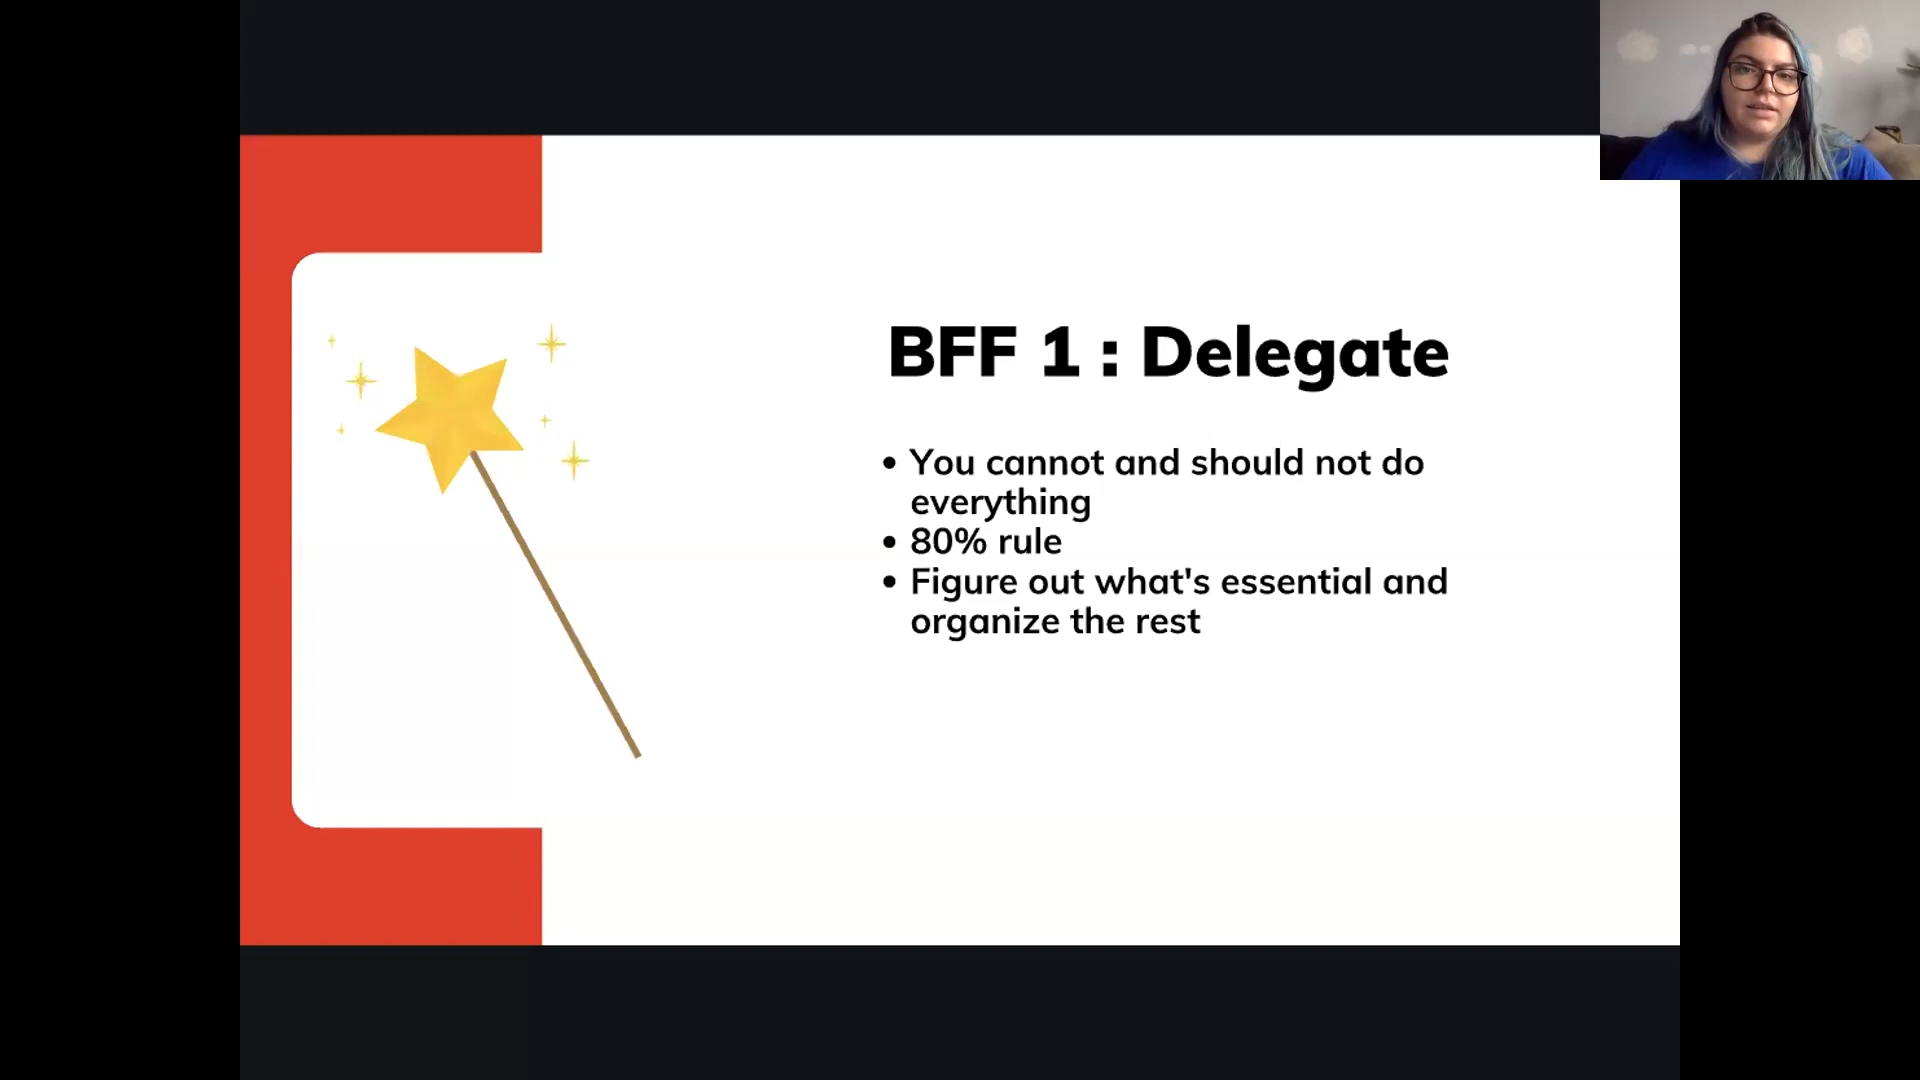 BFF 1 : Delegate
• You cannot and should not do
everything
• 80% rule
• Figure out what's essential and
organize the rest